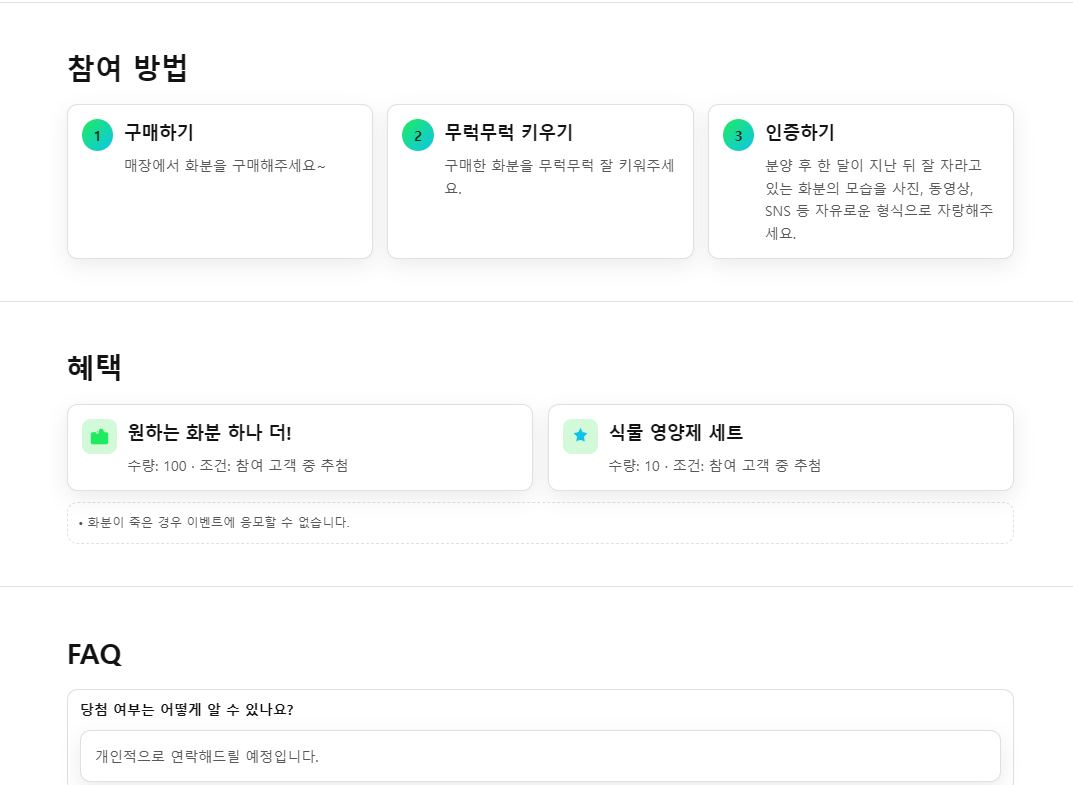 참여 방법
1
구매하기
매장에서 화분을 구매해주세요~
2
무럭무럭 키우기
구매한 화분을 무럭무럭 잘 키워주세
요.
3
인증하기
분양 후 한 달이 지난 뒤 잘 자라고
있는 화분의 모습을 사진, 동영상,
SNS 등 자유로운 형식으로 자랑해주
세요.
혜택
원하는 화분 하나 더!
수량: 100 · 조건: 참여 고객 중 추첨
식물 영양제 세트
수량: 10 · 조건: 참여 고객 중 추첨
• 화분이 죽은 경우 이벤트에 응모할 수 없습니다.
FAQ
당첨 여부는 어떻게 알 수 있나요?
개인적으로 연락해드릴 예정입니다.